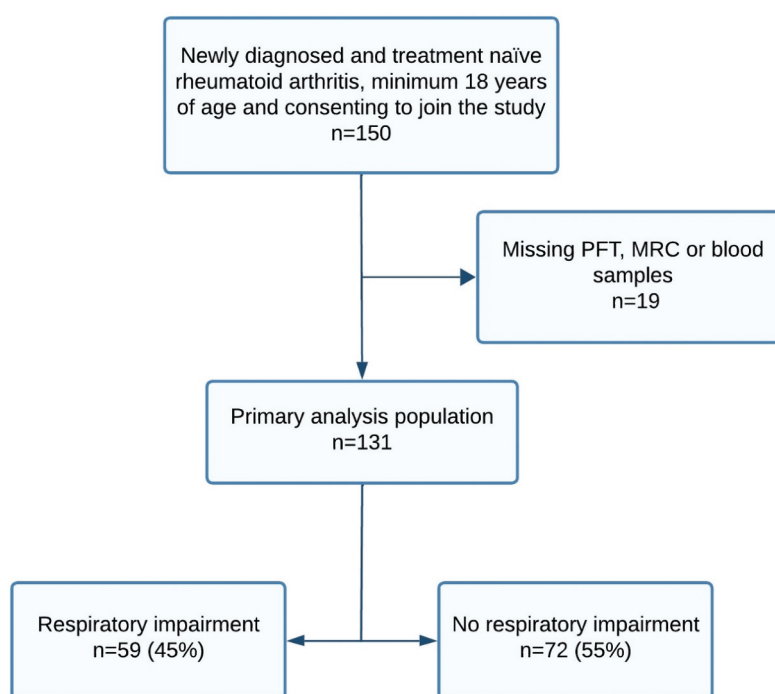 Newly diagnosed and treatment naïve
rheumatoid arthritis, minimum 18 years
of age and consenting to join the study
n=150
Missing PFT, MRC or blood
samples
n=19
Primary analysis population
n=131
Respiratory impairment
n=59 (45%)
No respiratory impairment
n=72 (55%)